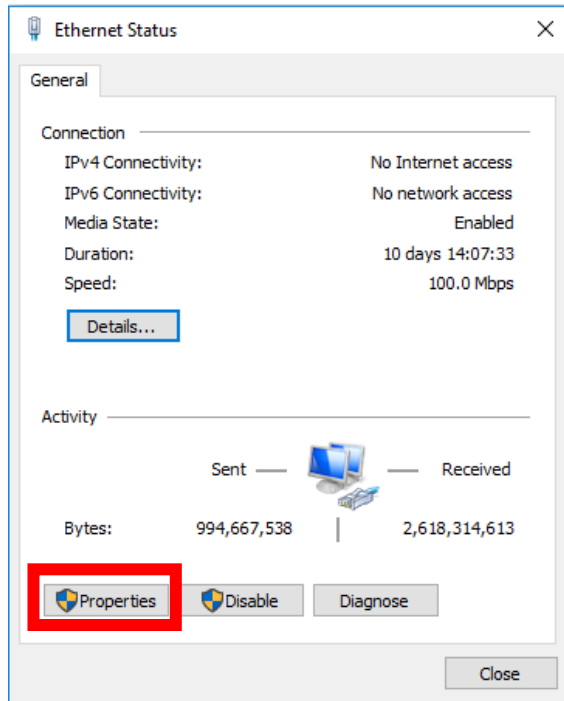 Ethernet Status
General
Connection
IPv4 Connectivity: No Internet access
IPv6 Connectivity: No network access
Media State: Enabled
Duration: 10 days 14:07:33
Speed: 100.0 Mbps
Details...
Activity
Sent Received
Bytes: 994,667,538 2,618,314,613
Properties Disable Diagnose
Close